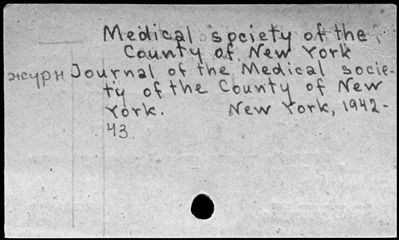 Medical society of the
County of New York
журн Journal of the Medical socie-
ty of the County of New
York. New York, 1942-
43.